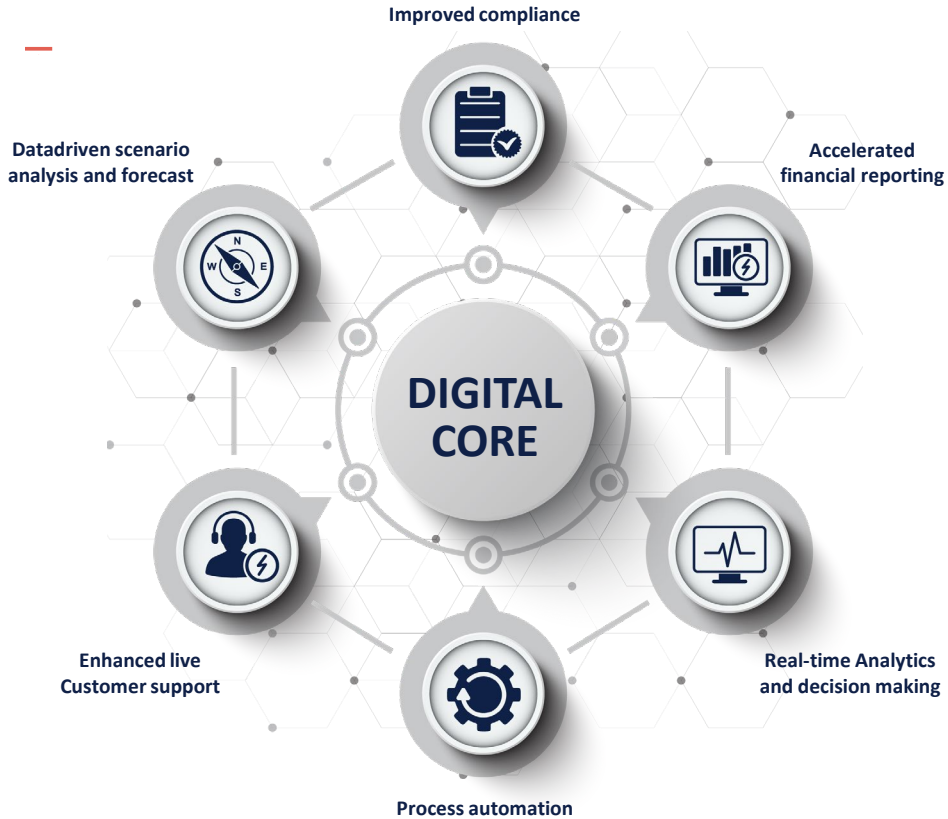 Improved compliance
Datadriven scenario
analysis and forecast
Accelerated
financial reporting
N
W
E
S
DIGITAL
CORE
Enhanced live
Customer support
Real-time Analytics
and decision making
Process automation